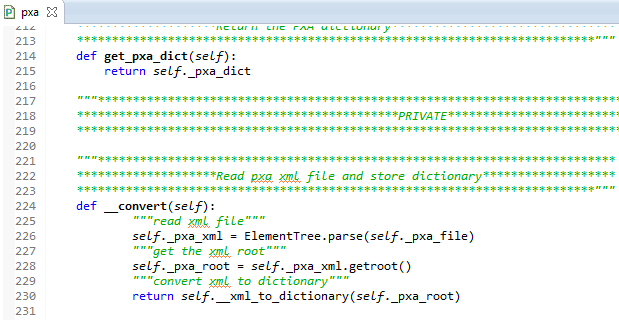 pxa
212 ********************Return the PXA dictionary********************************
213 **************************************************************************"""
214 def get_pxa_dict(self):
215 return self._pxa_dict
216
217 """***************************************************************************
218 **********************************************PRIVATE*************************
219 ******************************************************************************
220
221 """**************************************************************************
222 ********************Read pxa xml file and store dictionary*******************
223 **************************************************************************"""
224 def __convert(self):
225 """read xml file"""
226 self._pxa_xml = ElementTree.parse(self._pxa_file)
227 """get the xml root"""
228 self._pxa_root = self._pxa_xml.getroot()
229 """convert xml to dictionary"""
230 return self.__xml_to_dictionary(self._pxa_root)
231